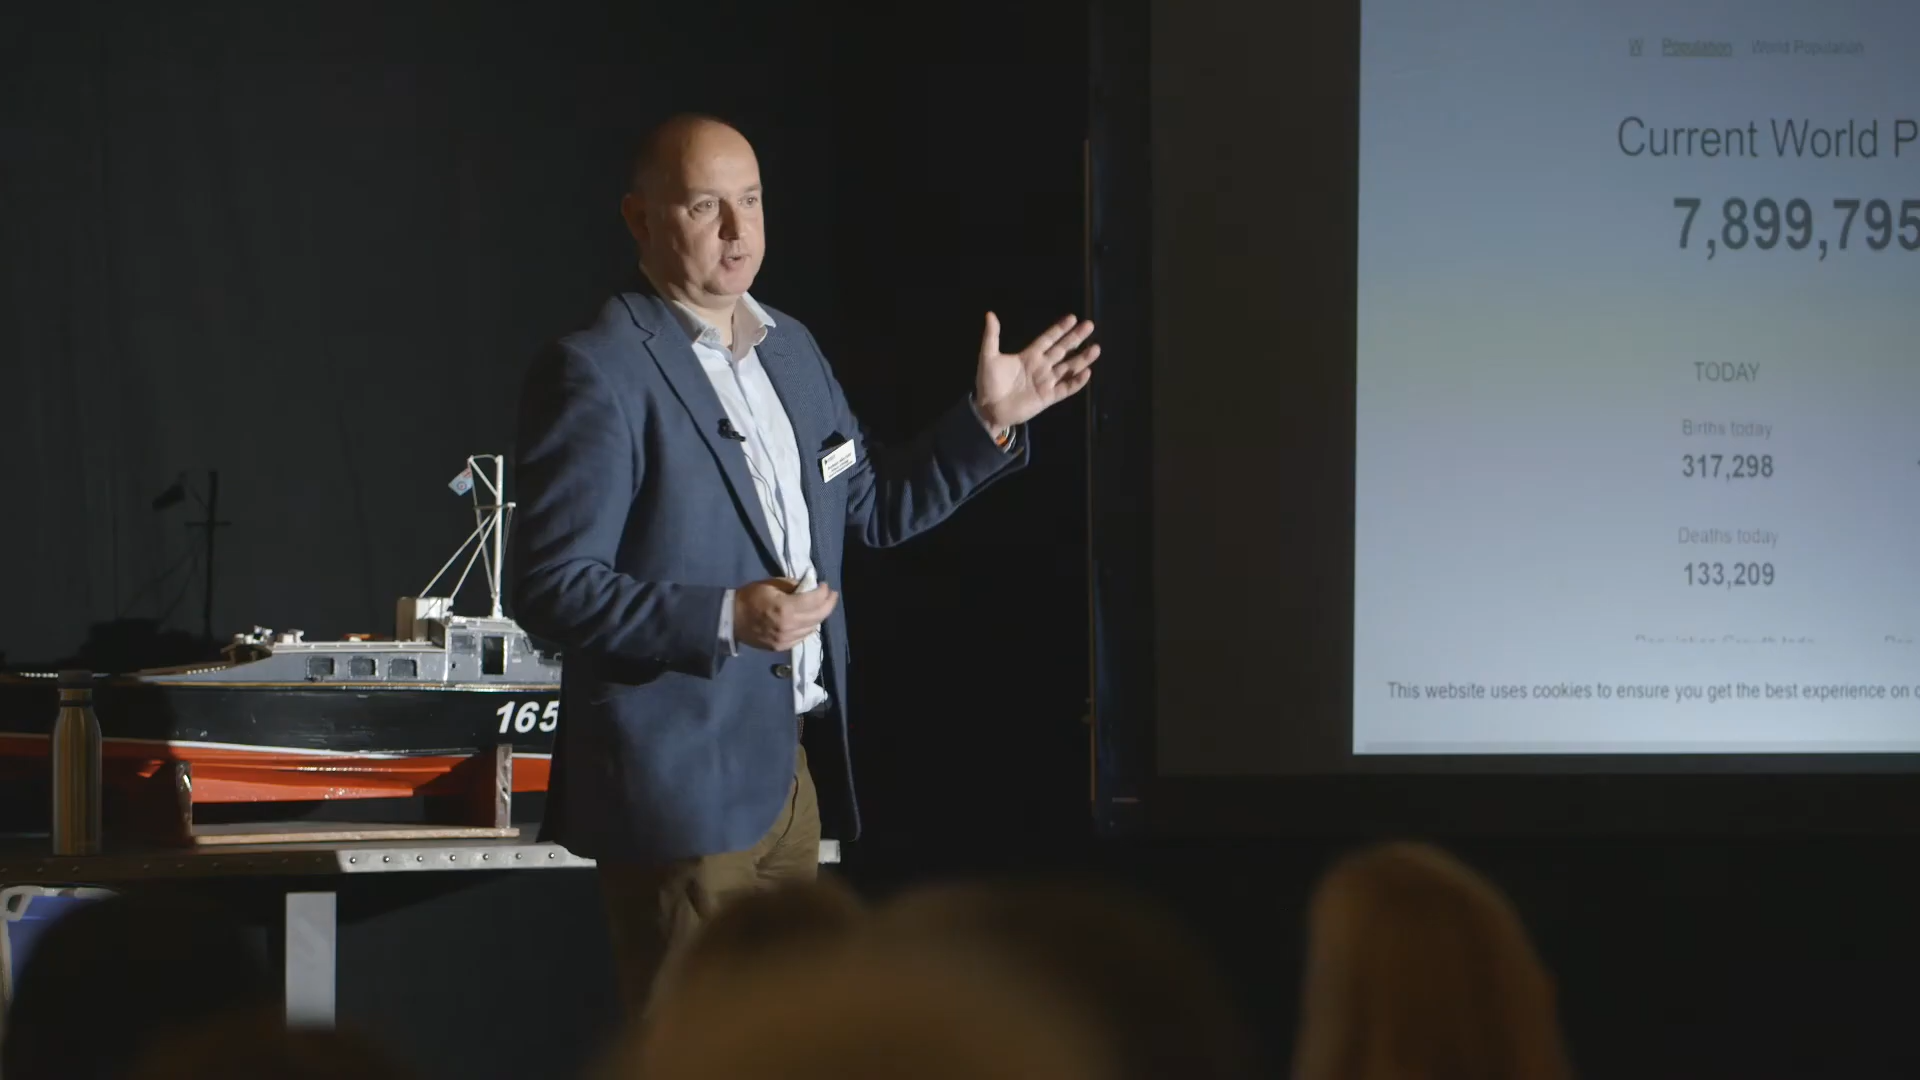 W Population World Population
Current World P
7,899,795
TODAY
Births today
317,298
Deaths today
133,209
This website uses cookies to ensure you get the best experience on
165